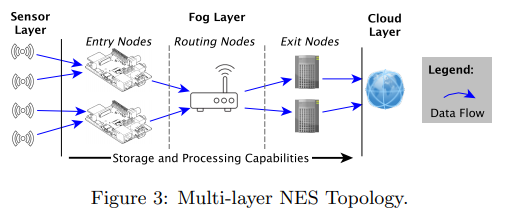 Sensor Layer
Fog Layer
Cloud Layer
Entry Nodes
Routing Nodes
Exit Nodes
Legend:
Data Flow
Storage and Processing Capabilities
Figure 3: Multi-layer NES Topology.